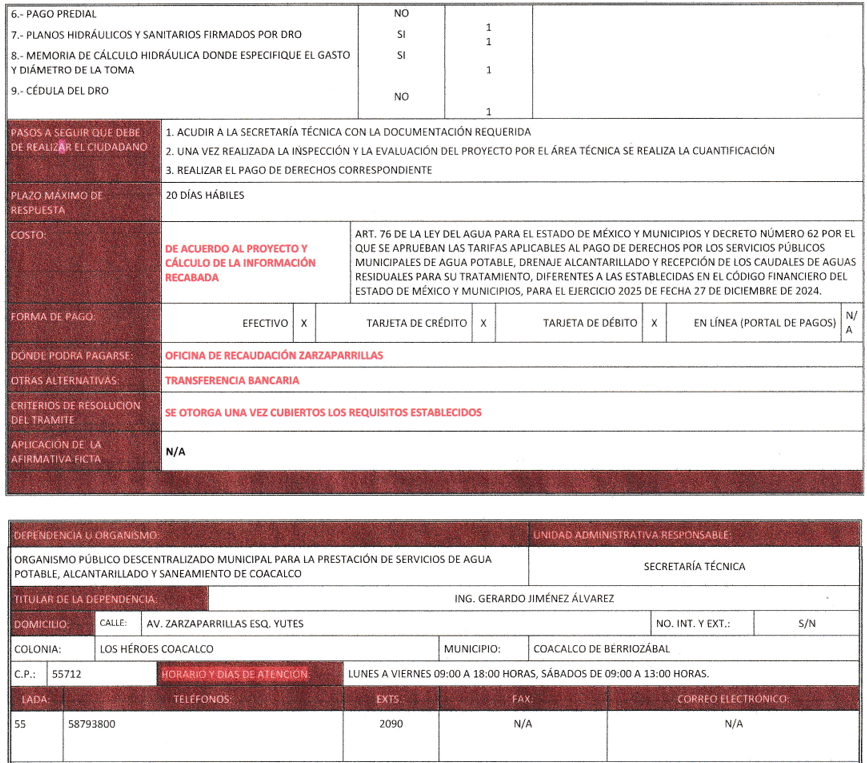 6.- PAGO PREDIAL NO
7.- PLANOS HIDRÁULICOS Y SANITARIOS FIRMADOS POR DRO SI 1
1
8.- MEMORIA DE CÁLCULO HIDRÁULICA DONDE ESPECIFIQUE EL GASTO SI
Y DIÁMETRO DE LA TOMA 1
9.- CÉDULA DEL DRO NO
1
PASOS A SEGUIR QUE DEBE
DE REALIZAR EL CIUDADANO
1. ACUDIR A LA SECRETARÍA TÉCNICA CON LA DOCUMENTACIÓN REQUERIDA
2. UNA VEZ REALIZADA LA INSPECCIÓN Y LA EVALUACIÓN DEL PROYECTO POR EL ÁREA TÉCNICA SE REALIZA LA CUANTIFICACIÓN
3. REALIZAR EL PAGO DE DERECHOS CORRESPONDIENTE
PLAZO MÁXIMO DE
RESPUESTA
20 DÍAS HÁBILES
COSTO:
DE ACUERDO AL PROYECTO Y
CÁLCULO DE LA INFORMACIÓN
RECABADA
ART. 76 DE LA LEY DEL AGUA PARA EL ESTADO DE MÉXICO Y MUNICIPIOS Y DECRETO NÚMERO 62 POR EL
QUE SE APRUEBAN LAS TARIFAS APLICABLES AL PAGO DE DERECHOS POR LOS SERVICIOS PÚBLICOS
MUNICIPALES DE AGUA POTABLE, DRENAJE ALCANTARILLADO Y RECEPCIÓN DE LOS CAUDALES DE AGUAS
RESIDUALES PARA SU TRATAMIENTO, DIFERENTES A LAS ESTABLECIDAS EN EL CÓDIGO FINANCIERO DEL
ESTADO DE MÉXICO Y MUNICIPIOS, PARA EL EJERCICIO 2025 DE FECHA 27 DE DICIEMBRE DE 2024.
FORMA DE PAGO: EFECTIVO X TARJETA DE CRÉDITO X TARJETA DE DÉBITO X EN LÍNEA (PORTAL DE PAGOS) N/
A
DÓNDE PODRÁ PAGARSE: OFICINA DE RECAUDACIÓN ZARZAPARRILLAS
OTRAS ALTERNATIVAS: TRANSFERENCIA BANCARIA
CRITERIOS DE RESOLUCION
DEL TRAMITE
SE OTORGA UNA VEZ CUBIERTOS LOS REQUISITOS ESTABLECIDOS
APLICACIÓN DE LA
AFIRMATIVA FICTA
N/A
DEPENDENCIA U ORGANISMO: UNIDAD ADMINISTRATIVA RESPONSABLE:
ORGANISMO PÚBLICO DESCENTRALIZADO MUNICIPAL PARA LA PRESTACIÓN DE SERVICIOS DE AGUA
POTABLE, ALCANTARILLADO Y SANEAMIENTO DE COACALCO
SECRETARÍA TÉCNICA
TITULAR DE LA DEPENDENCIA: ING. GERARDO JIMÉNEZ ÁLVAREZ
DOMICILIO: CALLE: AV. ZARZAPARRILLAS ESQ. YUTES NO. INT. Y EXT.: S/N
COLONIA: LOS HÉROES COACALCO MUNICIPIO: COACALCO DE BERRIOZÁBAL
C.P.: 55712 HORARIO Y DÍAS DE ATENCIÓN: LUNES A VIERNES 09:00 A 18:00 HORAS, SÁBADOS DE 09:00 A 13:00 HORAS.
LADA: TELÉFONOS: EXTS.: FAX: CORREO ELECTRÓNICO:
55 58793800 2090 N/A N/A